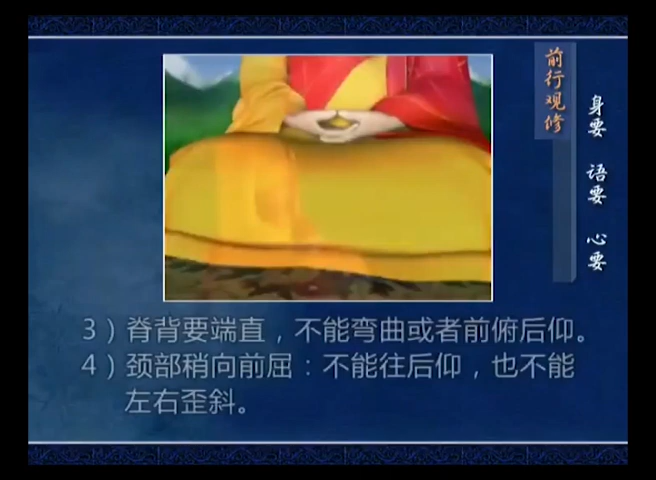 前行观修
身要 语要 心要
3）脊背要端直，不能弯曲或者前俯后仰。
4）颈部稍向前屈：不能往后仰，也不能
左右歪斜。